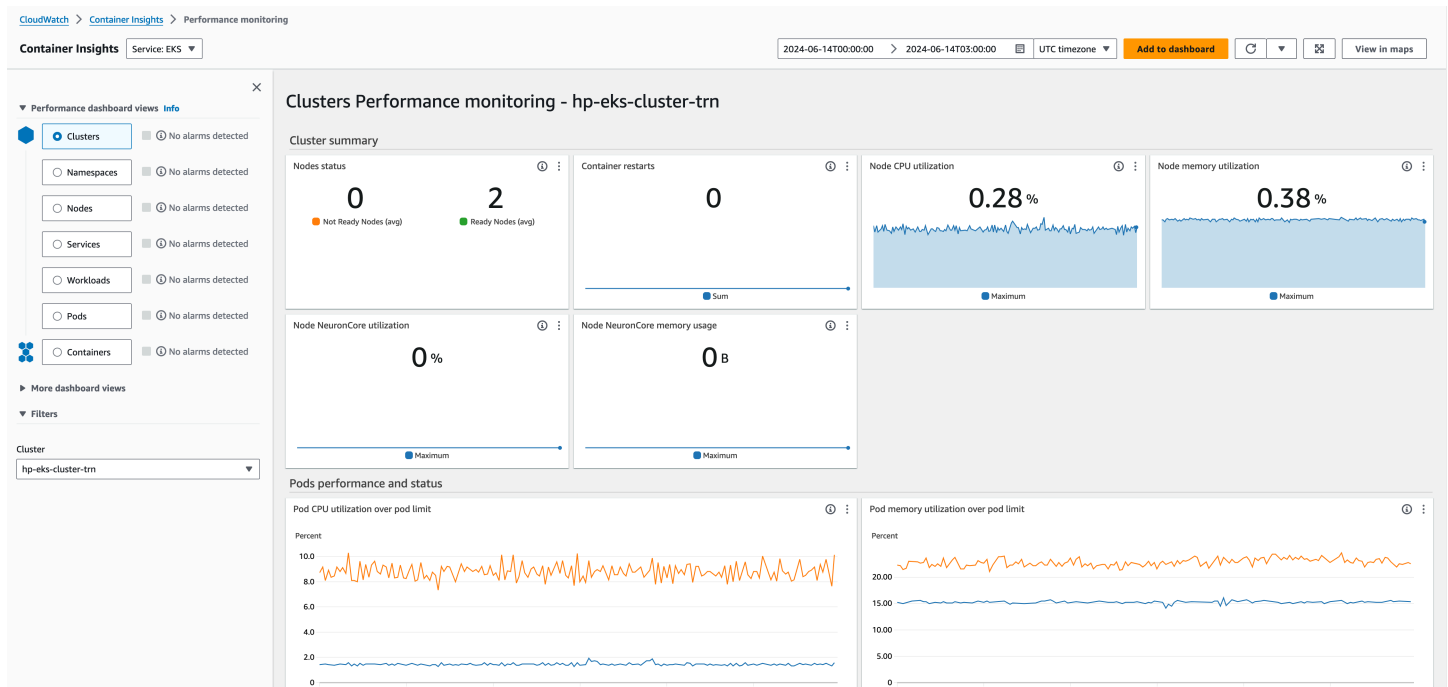 CloudWatch > Container Insights > Performance monitoring
Container Insights Service: EKS
2024-06-14T00:00:00 > 2024-06-14T03:00:00 UTC timezone Add to dashboard View in maps
Performance dashboard views Info
Clusters No alarms detected
Namespaces No alarms detected
Nodes No alarms detected
Services No alarms detected
Workloads No alarms detected
Pods No alarms detected
Containers No alarms detected
More dashboard views
Filters
Cluster
hp-eks-cluster-trn
Clusters Performance monitoring - hp-eks-cluster-trn
Cluster summary
Nodes status
0 2
Not Ready Nodes (avg) Ready Nodes (avg)
Container restarts
0
Sum
Node CPU utilization
0.28 %
Maximum
Node memory utilization
0.38 %
Maximum
Node NeuronCore utilization
0 %
Maximum
Node NeuronCore memory usage
0 B
Maximum
Pods performance and status
Pod CPU utilization over pod limit
Percent
10.0
8.0
6.0
4.0
2.0
0
Pod memory utilization over pod limit
Percent
20.00
15.00
10.00
5.00
0